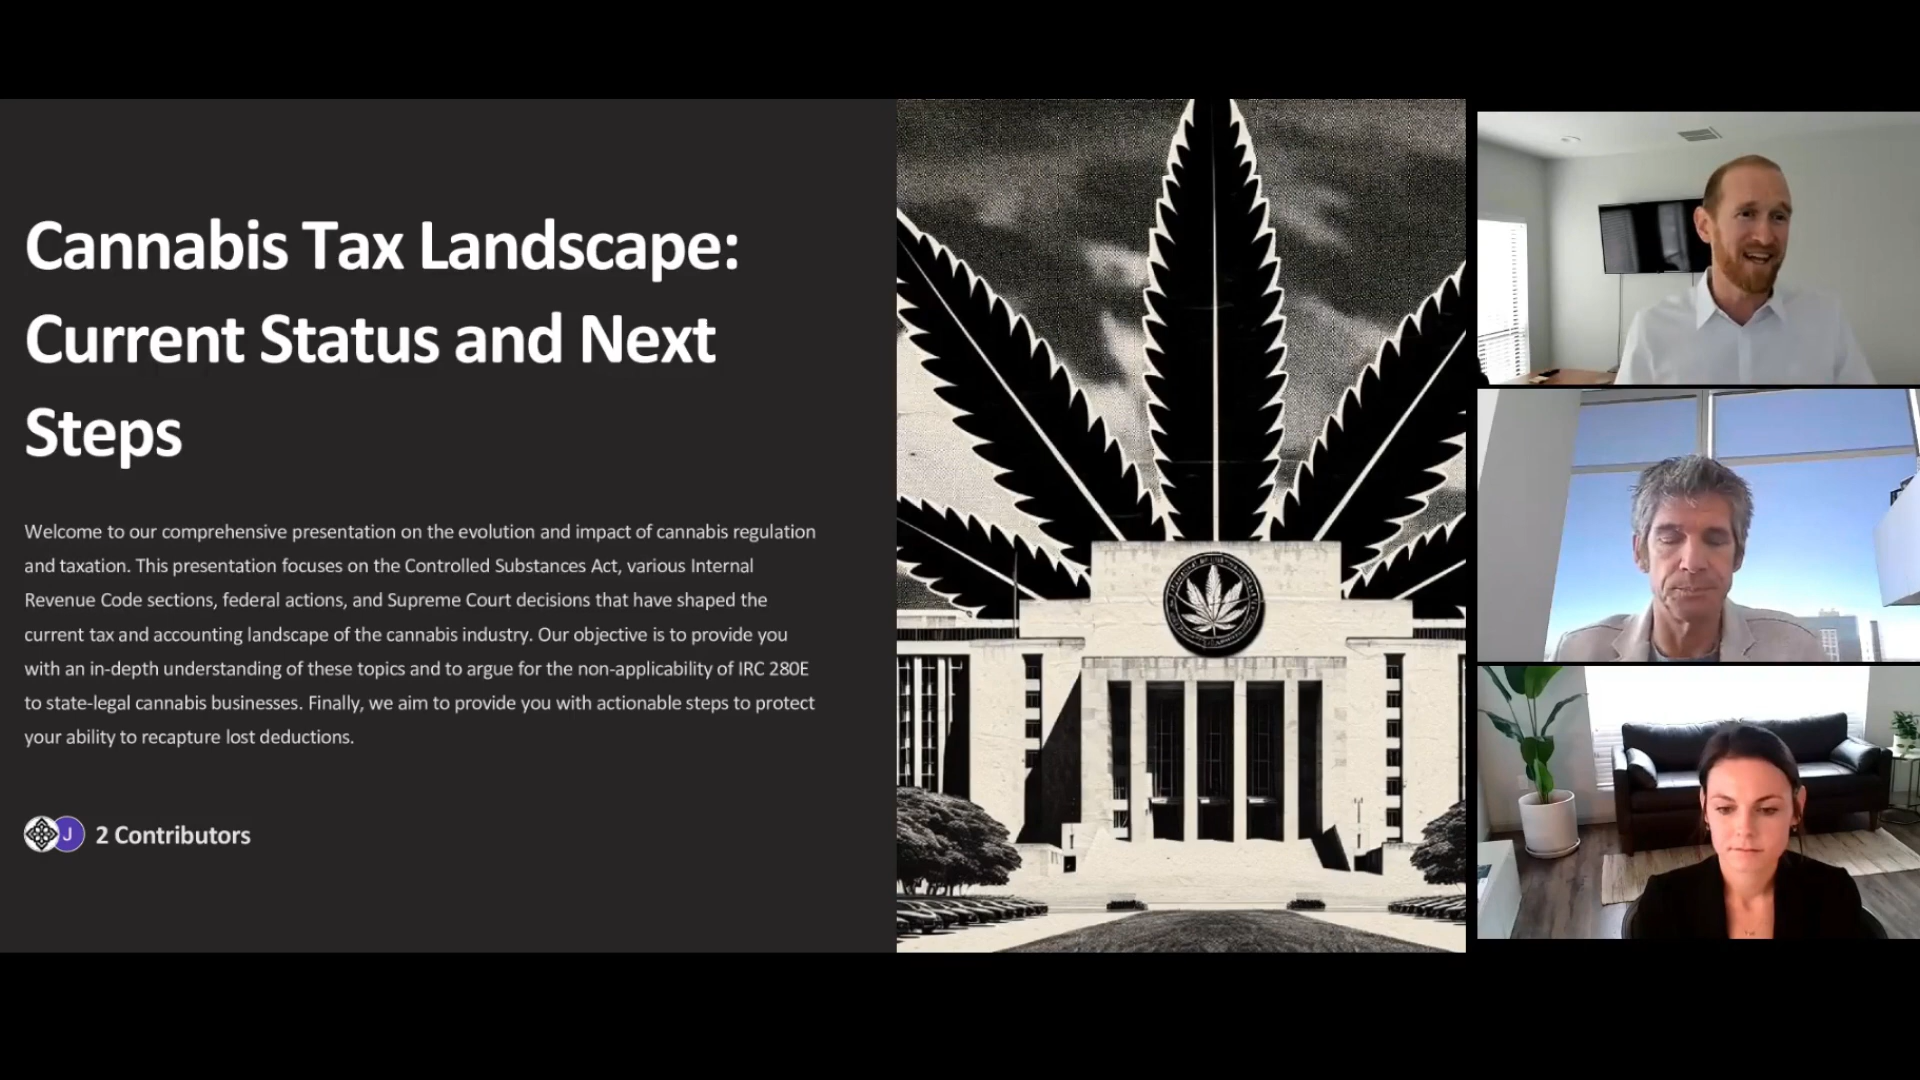 Cannabis Tax Landscape:
Current Status and Next
Steps
Welcome to our comprehensive presentation on the evolution and impact of cannabis regulation
and taxation. This presentation focuses on the Controlled Substances Act, various Internal
Revenue Code sections, federal actions, and Supreme Court decisions that have shaped the
current tax and accounting landscape of the cannabis industry. Our objective is to provide you
with an in-depth understanding of these topics and to argue for the non-applicability of IRC 280E
to state-legal cannabis businesses. Finally, we aim to provide you with actionable steps to protect
your ability to recapture lost deductions.
J 2 Contributors